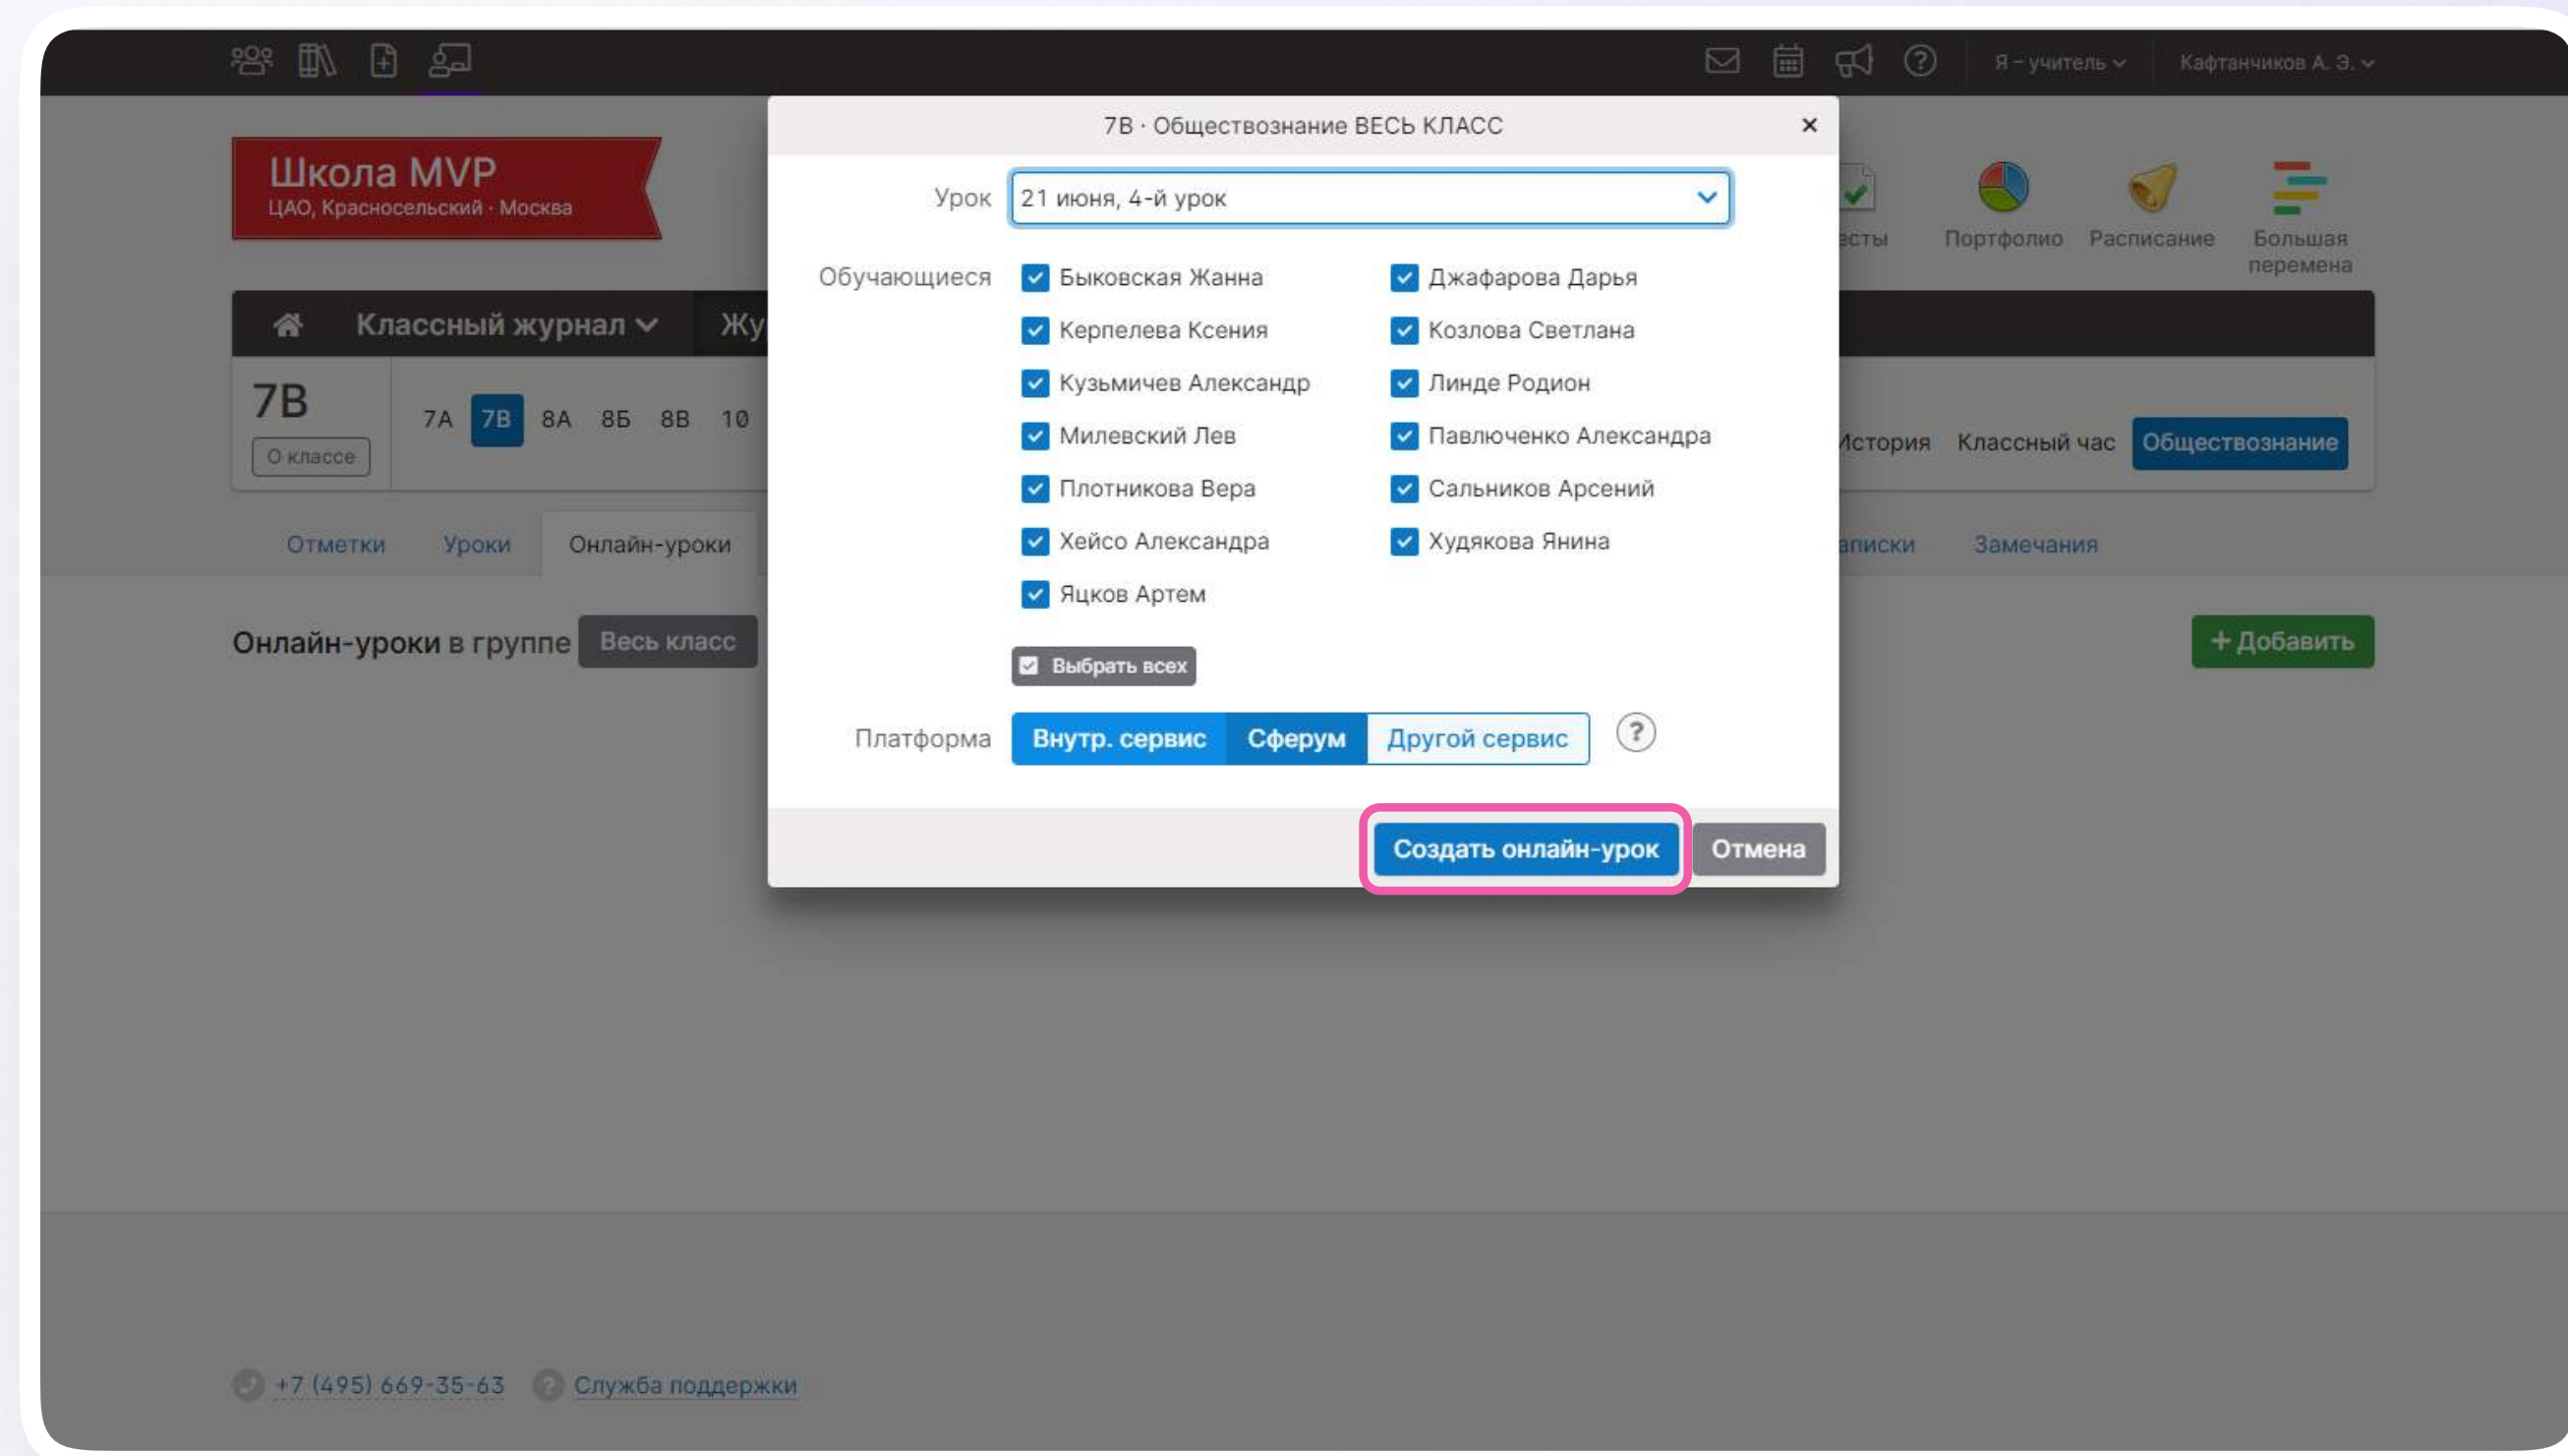 Я – учитель
Кафтанчиков А. Э.
7В · Обществознание ВЕСЬ КЛАСС
Школа MVP
ЦАО, Красносельский · Москва
Урок
21 июня, 4-й урок
Портфолио
Расписание
Большая перемена
Обучающиеся
Быковская Жанна
Джафарова Дарья
Керпелева Ксения
Козлова Светлана
Кузьмичев Александр
Линде Родион
Милевский Лев
Павлюченко Александра
Плотникова Вера
Сальников Арсений
Хейсо Александра
Худякова Янина
Яцков Артем
Выбрать всех
Платформа
Внутр. сервис
Сферум
Другой сервис
?
Создать онлайн-урок
Отмена
Классный журнал
7В
О классе
7А 7В 8А 8Б 8В 10
История Классный час Обществознание
Отметки Уроки Онлайн-уроки
Замечания
Онлайн-уроки в группе Весь класс
+ Добавить
+7 (495) 669-35-63
? Служба поддержки